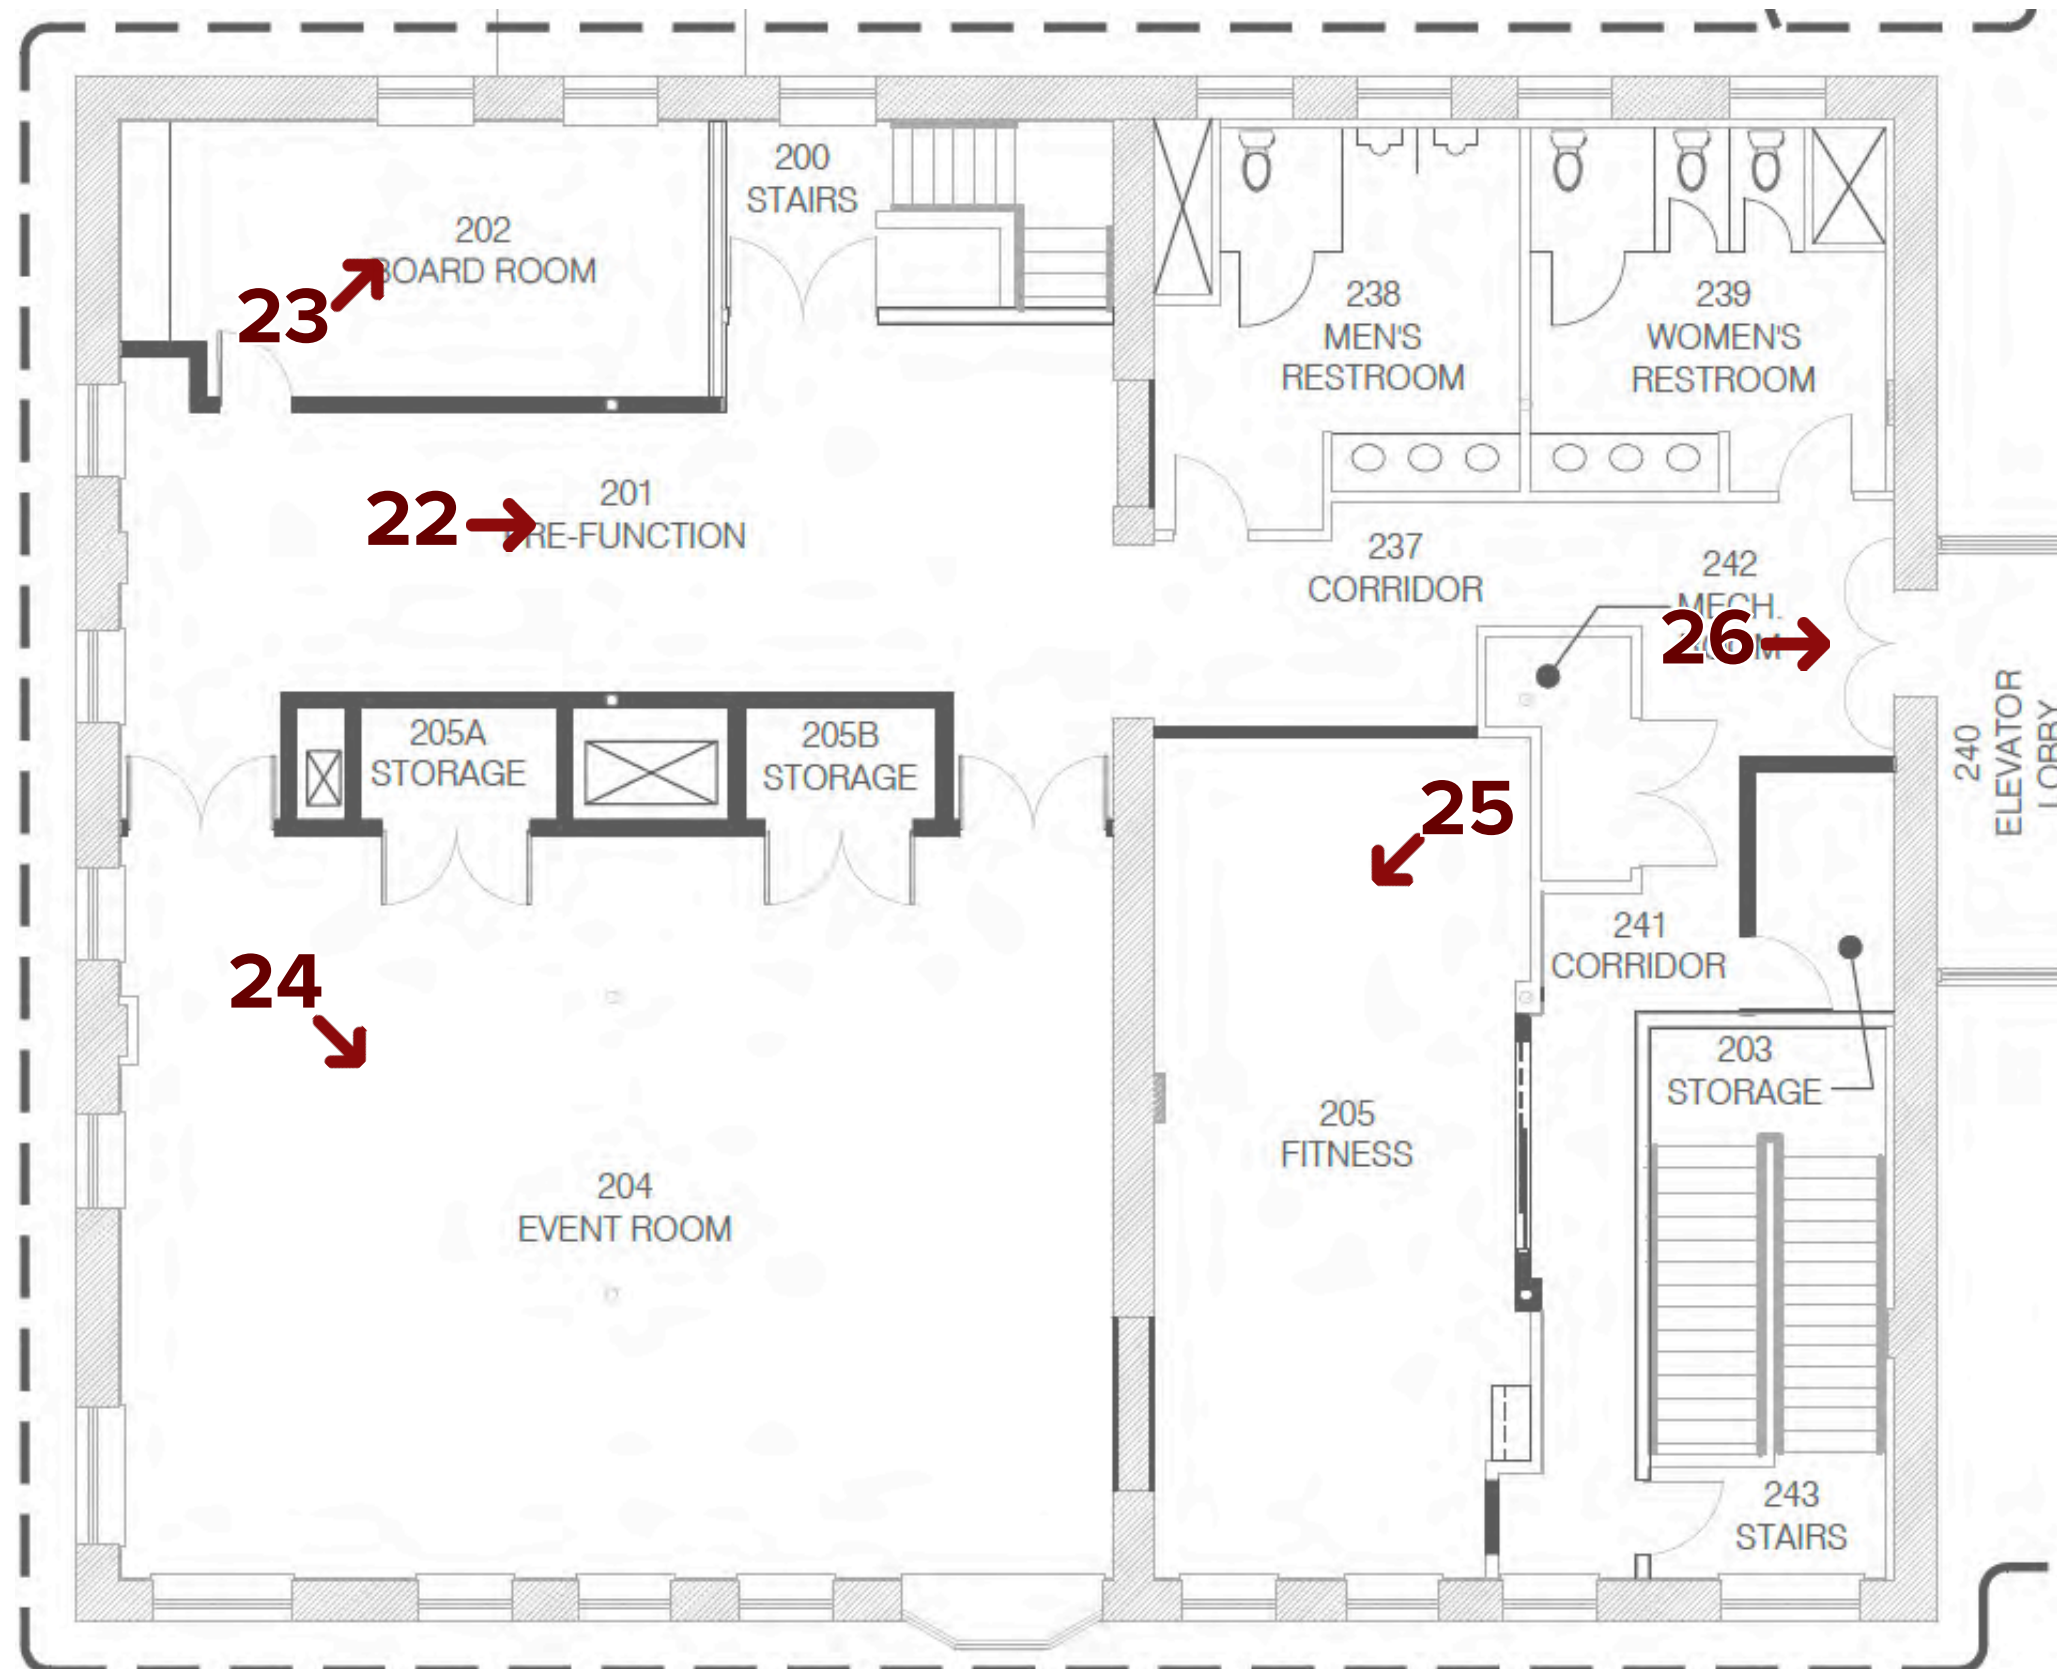 200
STAIRS
202
BOARD ROOM
23
238
MEN'S
RESTROOM
239
WOMEN'S
RESTROOM
201
PRE-FUNCTION
22
237
CORRIDOR
242
MECH.
ROOM
26
240
ELEVATOR
LOBBY
205A
STORAGE
205B
STORAGE
25
241
CORRIDOR
24
203
STORAGE
205
FITNESS
204
EVENT ROOM
243
STAIRS